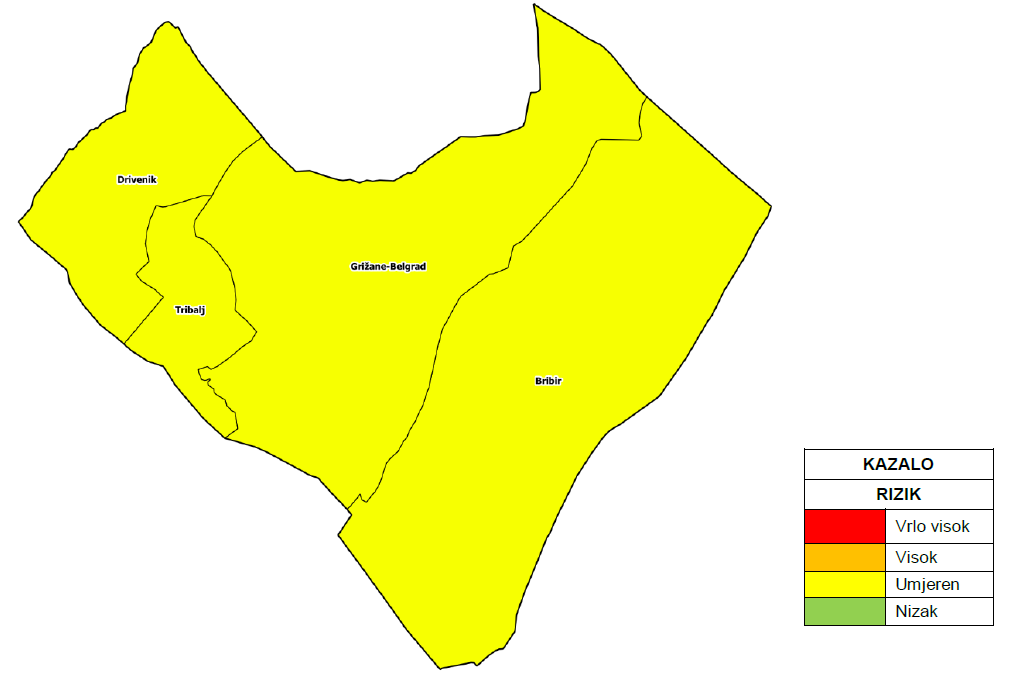 Drivenik
Grižane-Belgrad
Tribalj
Bribir
KAZALO
RIZIK
Vrlo visok
Visok
Umjeren
Nizak